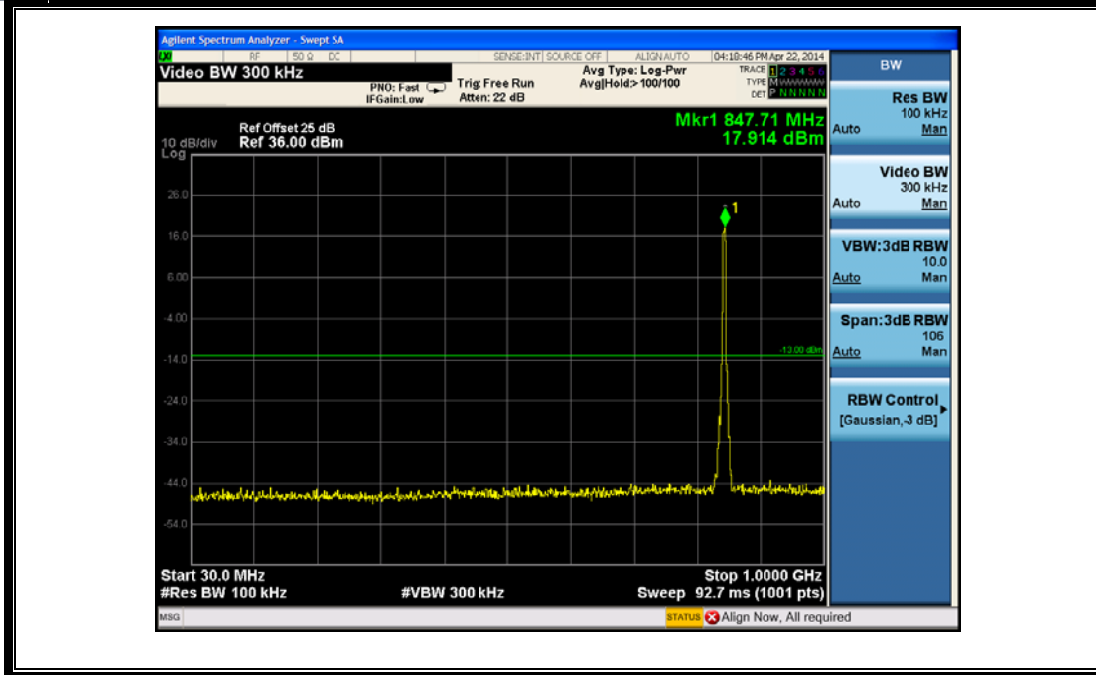 Agilent Spectrum Analyzer - Swept SA
LXI RF 50 Ω DC SENSE:INT SOURCE OFF ALIGN AUTO 04:18:46 PM Apr 22, 2014
Video BW 300 kHz
PNO: Fast
IFGain:Low
Trig Free Run
Atten: 22 dB
Avg Type: Log-Pwr
Avg|Hold:>100/100
TRACE 1 2 3 4 5 6
TYPE M WWWWW
DET P N N N N N
Mkr1 847.71 MHz
17.914 dBm
Ref Offset 25 dB
10 dB/div Ref 36.00 dBm
Log
26.0
16.0
6.00
-4.00
-14.0
-24.0
-34.0
-44.0
-54.0
1
-13.00 dBm
Start 30.0 MHz Stop 1.0000 GHz
#Res BW 100 kHz #VBW 300 kHz Sweep 92.7 ms (1001 pts)
BW
Res BW
100 kHz
Auto Man
Video BW
300 kHz
Auto Man
VBW:3dB RBW
10.0
Auto Man
Span:3dB RBW
106
Auto Man
RBW Control
[Gaussian,-3 dB]
MSG STATUS Align Now, All required